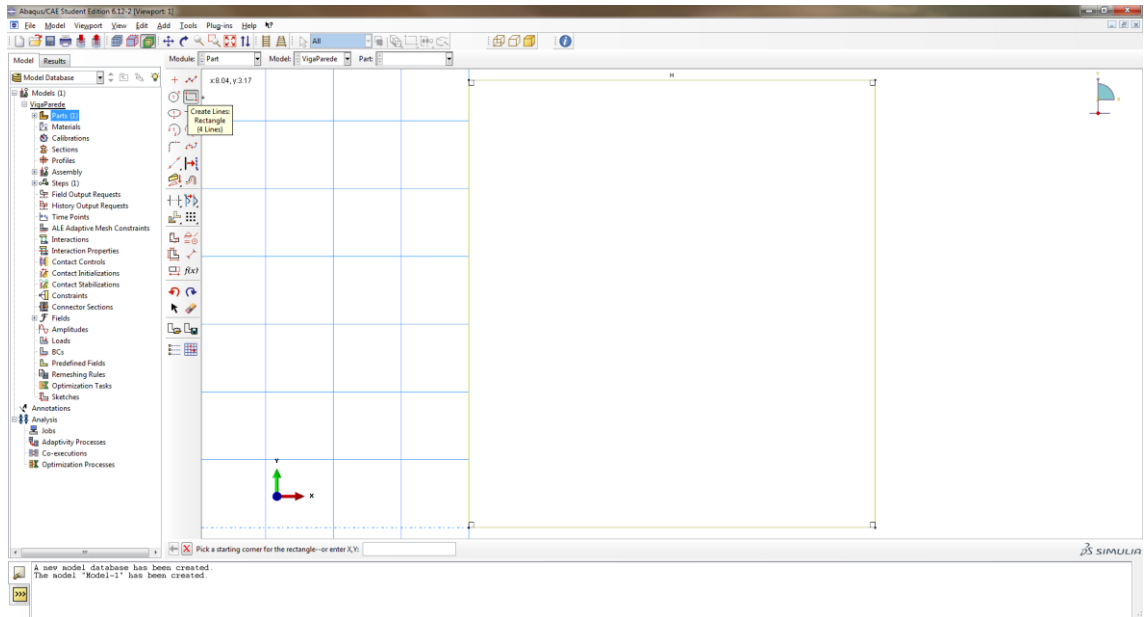 Abaqus/CAE Student Edition 6.12-2 [Viewport: 1]
File Model Viewport View Edit Add Tools Plug-ins Help
All
Model Results
Module: Part Model: VigaParede Part:
Model Database
x:8.04, y:3.17
H
Models (1)
VigaParede
Parts (1)
Materials
Calibrations
Sections
Profiles
Assembly
Steps (1)
Field Output Requests
History Output Requests
Time Points
ALE Adaptive Mesh Constraints
Interactions
Interaction Properties
Contact Controls
Contact Initializations
Contact Stabilizations
Constraints
Connector Sections
Fields
Amplitudes
Loads
BCs
Predefined Fields
Remeshing Rules
Optimization Tasks
Sketches
Annotations
Analysis
Jobs
Adaptivity Processes
Co-executions
Optimization Processes
Create Lines:
Rectangle
(4 Lines)
f(x)
Y
X
Pick a starting corner for the rectangle--or enter X,Y:
SIMULIA
A new model database has been created.
The model "Model-1" has been created.
>>>